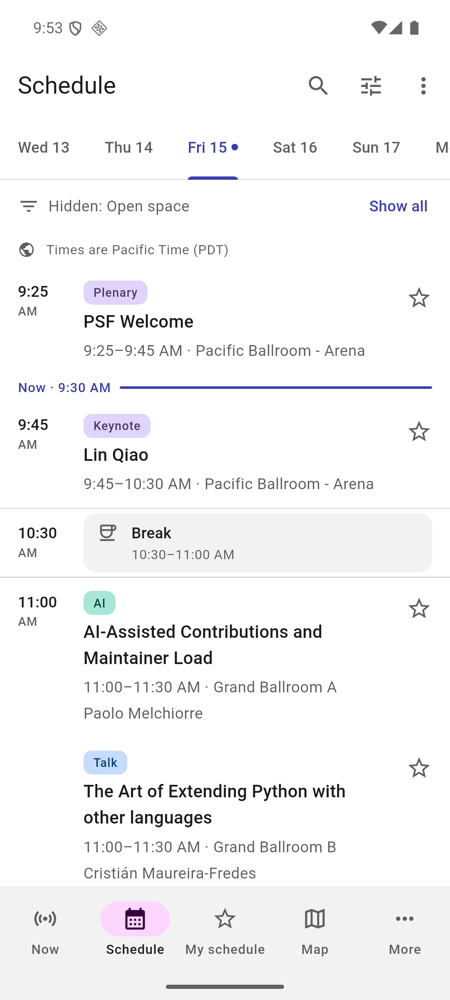 9:53
Schedule
Wed 13
Thu 14
Fri 15
Sat 16
Sun 17
M
Hidden: Open space
Show all
Times are Pacific Time (PDT)
9:25
AM
Plenary
PSF Welcome
9:25–9:45 AM · Pacific Ballroom - Arena
Now · 9:30 AM
9:45
AM
Keynote
Lin Qiao
9:45–10:30 AM · Pacific Ballroom - Arena
10:30
AM
Break
10:30–11:00 AM
11:00
AM
AI
AI-Assisted Contributions and
Maintainer Load
11:00–11:30 AM · Grand Ballroom A
Paolo Melchiorre
Talk
The Art of Extending Python with
other languages
11:00–11:30 AM · Grand Ballroom B
Cristián Maureira-Fredes
Now
Schedule
My schedule
Map
More